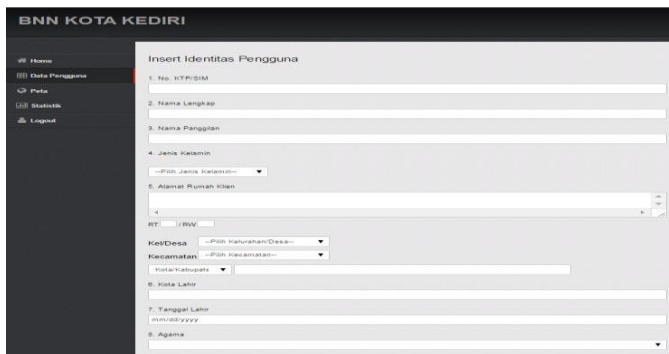 BNN KOTA KEDIRI
Home
Data Pengguna
Peta
Statistik
Logout
Insert Identitas Pengguna
1. No. KTP/SIM
2. Nama Lengkap
3. Nama Panggilan
4. Jenis Kelamin
--Pilih Jenis Kelamin--
5. Alamat Rumah Klien
RT / RW
Kel/Desa --Pilih Kelurahan/Desa--
Kecamatan --Pilih Kecamatan--
Kota/Kabupate
6. Kota Lahir
7. Tanggal Lahir
mm/dd/yyyy
8. Agama